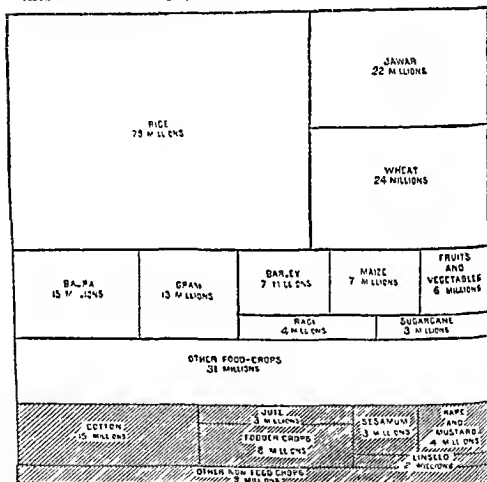 JAWAR
22 MILLIONS
RICE
79 MILLIONS
WHEAT
24 MILLIONS
BAJRA
15 MILLIONS
GRAM
13 MILLIONS
BARLEY
7 MILLIONS
MAIZE
7 MILLIONS
FRUITS
AND
VEGETABLES
6 MILLIONS
RAGI
4 MILLIONS
SUGARCANE
3 MILLIONS
OTHER FOOD-CROPS
31 MILLIONS
COTTON
15 MILLIONS
JUTE
3 MILLIONS
FODDER CROPS
8 MILLIONS
SESAMUM
3 MILLIONS
RAPE
AND
MUSTARD
4 MILLIONS
LINSEED
2 MILLIONS
OTHER NON FOOD CROPS
MILLIONS